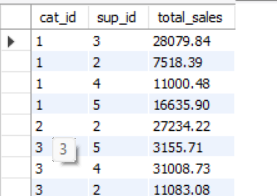 cat_id sup_id total_sales
1 3 28079.84
1 2 7518.39
1 4 11000.48
1 5 16635.90
2 2 27234.22
3 3 5 3155.71
3 4 31008.73
3 2 11083.08